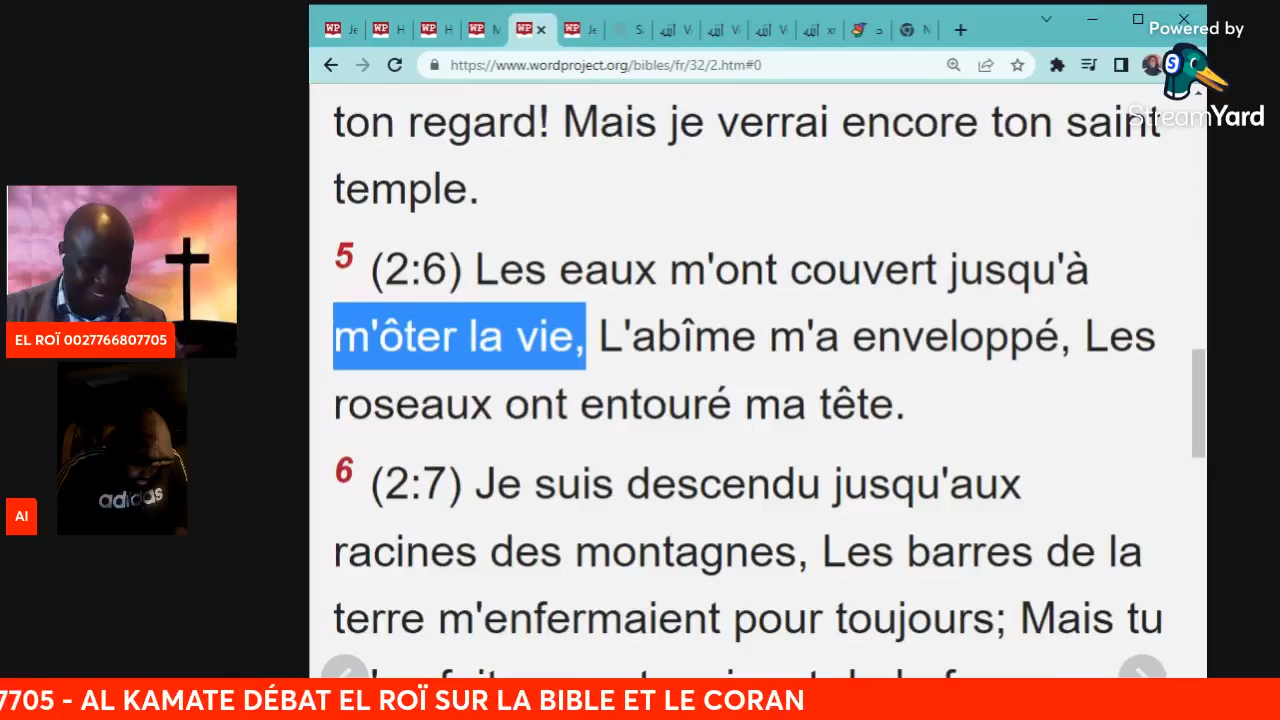 Powered by
StreamYard
https://www.wordproject.org/bibles/fr/32/2.htm#0
ton regard! Mais je verrai encore ton saint
temple.
5 (2:6) Les eaux m'ont couvert jusqu'à
m'ôter la vie, L'abîme m'a enveloppé, Les
roseaux ont entouré ma tête.
6 (2:7) Je suis descendu jusqu'aux
racines des montagnes, Les barres de la
terre m'enfermaient pour toujours; Mais tu
EL ROÏ 0027766807705
adidas
AI
7705 - AL KAMATE DÉBAT EL ROÏ SUR LA BIBLE ET LE CORAN